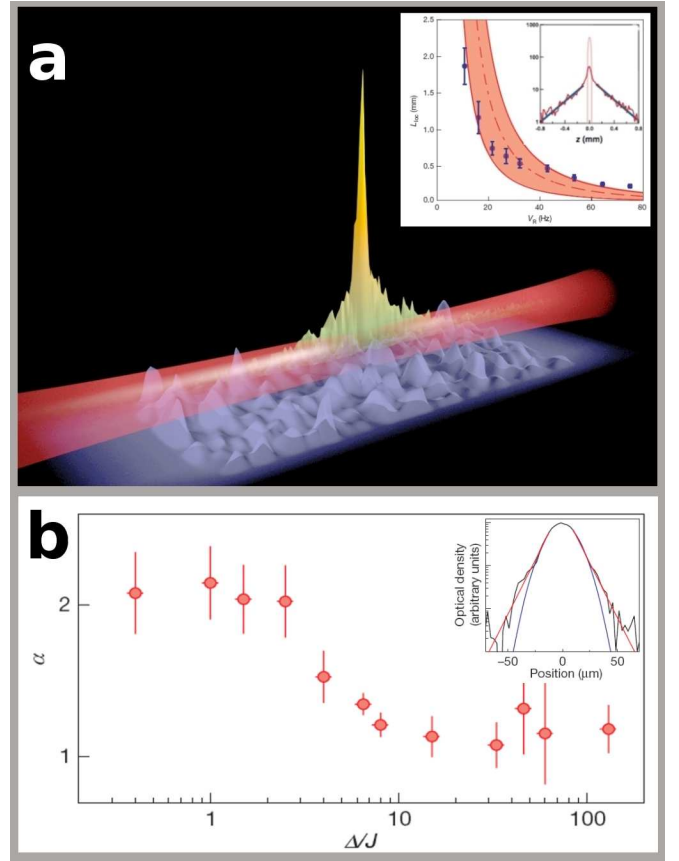 a
2.5
2.0
1.5
1.0
0.5
0.0
L loc (mm)
0 20 40 60 80
V R (Hz)
1000
100
10
1
-0.8 -0.4 0.0 0.4 0.8
z (mm)
b
2
1
α
1 10 100
Δ/J
Optical density
(arbitrary units)
-50 0 50
Position (μm)